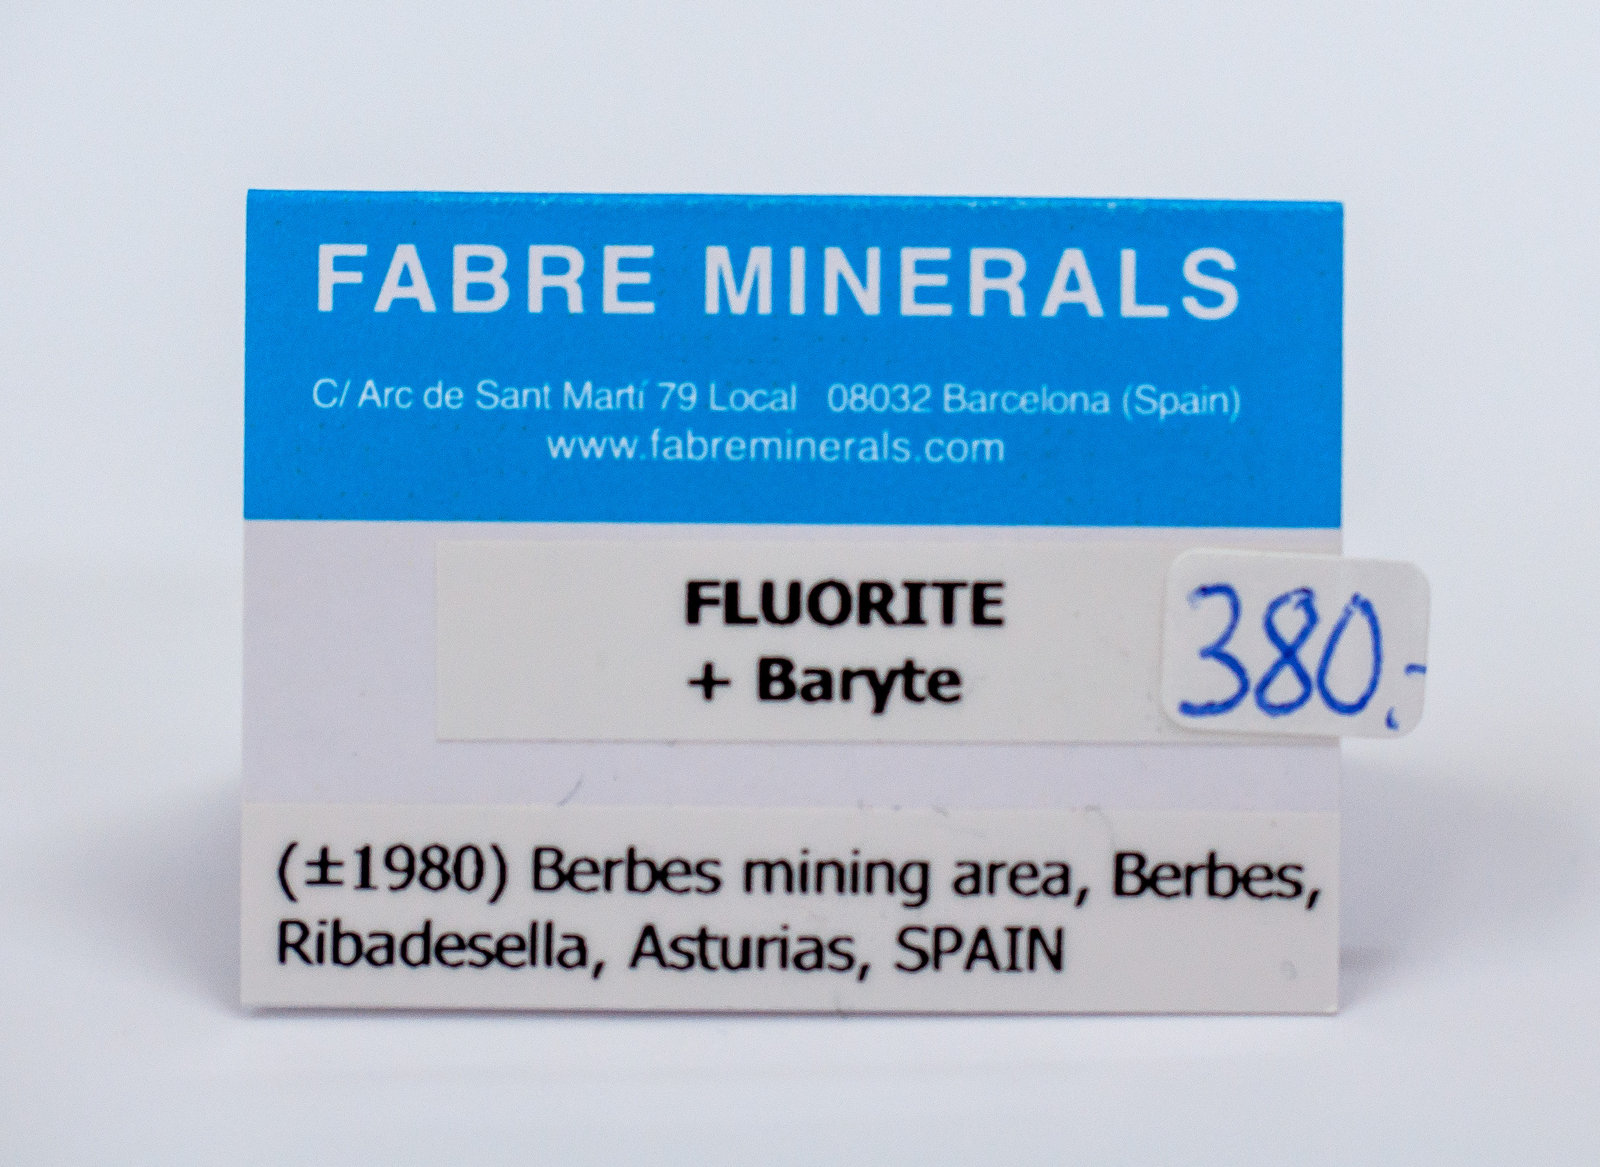 FABRE MINERALS
C/ Arc de Sant Martí 79 Local 08032 Barcelona (Spain)
www.fabreminerals.com
FLUORITE
+ Baryte
380.-
(±1980) Berbes mining area, Berbes,
Ribadesella, Asturias, SPAIN